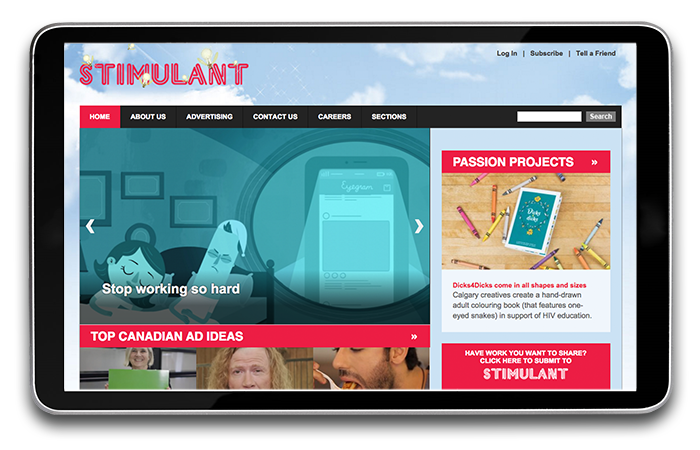 Log In | Subscribe | Tell a Friend
STIMULANT
HOME ABOUT US ADVERTISING CONTACT US CAREERS SECTIONS Search
Eyegram
Stop working so hard
PASSION PROJECTS »
Dicks
dicks
Dicks4Dicks come in all shapes and sizes
Calgary creatives create a hand-drawn
adult colouring book (that features one-
eyed snakes) in support of HIV education.
TOP CANADIAN AD IDEAS »
HAVE WORK YOU WANT TO SHARE?
CLICK HERE TO SUBMIT TO
STIMULANT